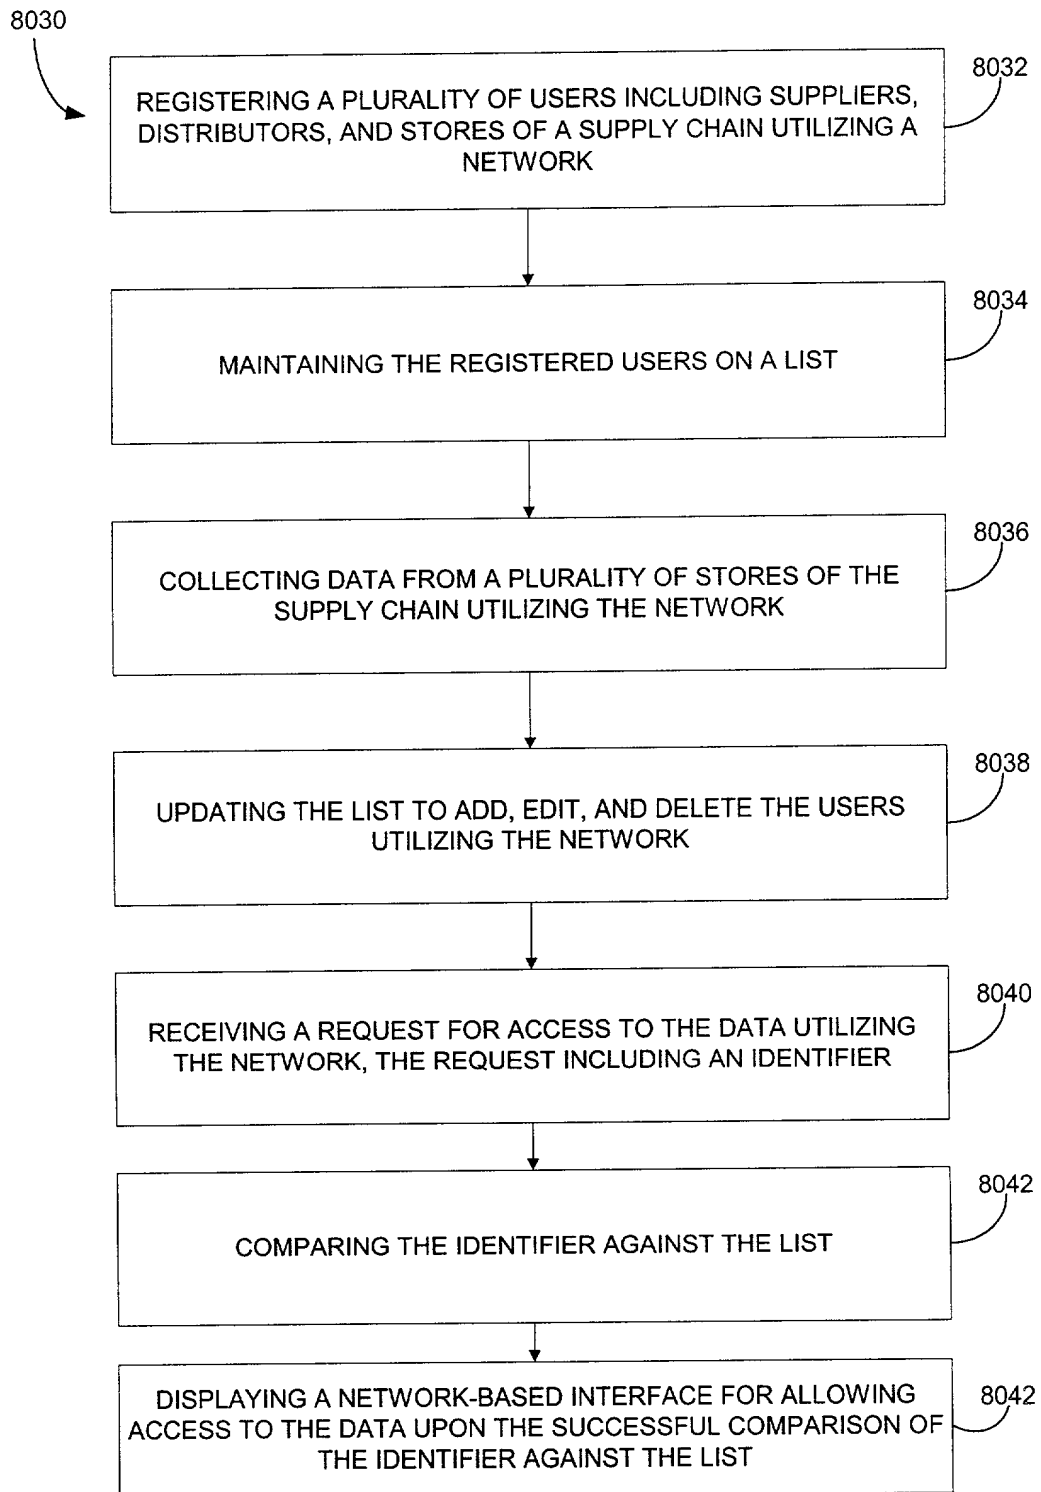 8030
8032
REGISTERING A PLURALITY OF USERS INCLUDING SUPPLIERS,
DISTRIBUTORS, AND STORES OF A SUPPLY CHAIN UTILIZING A
NETWORK
8034
MAINTAINING THE REGISTERED USERS ON A LIST
8036
COLLECTING DATA FROM A PLURALITY OF STORES OF THE
SUPPLY CHAIN UTILIZING THE NETWORK
8038
UPDATING THE LIST TO ADD, EDIT, AND DELETE THE USERS
UTILIZING THE NETWORK
8040
RECEIVING A REQUEST FOR ACCESS TO THE DATA UTILIZING
THE NETWORK, THE REQUEST INCLUDING AN IDENTIFIER
8042
COMPARING THE IDENTIFIER AGAINST THE LIST
8042
DISPLAYING A NETWORK-BASED INTERFACE FOR ALLOWING
ACCESS TO THE DATA UPON THE SUCCESSFUL COMPARISON OF
THE IDENTIFIER AGAINST THE LIST